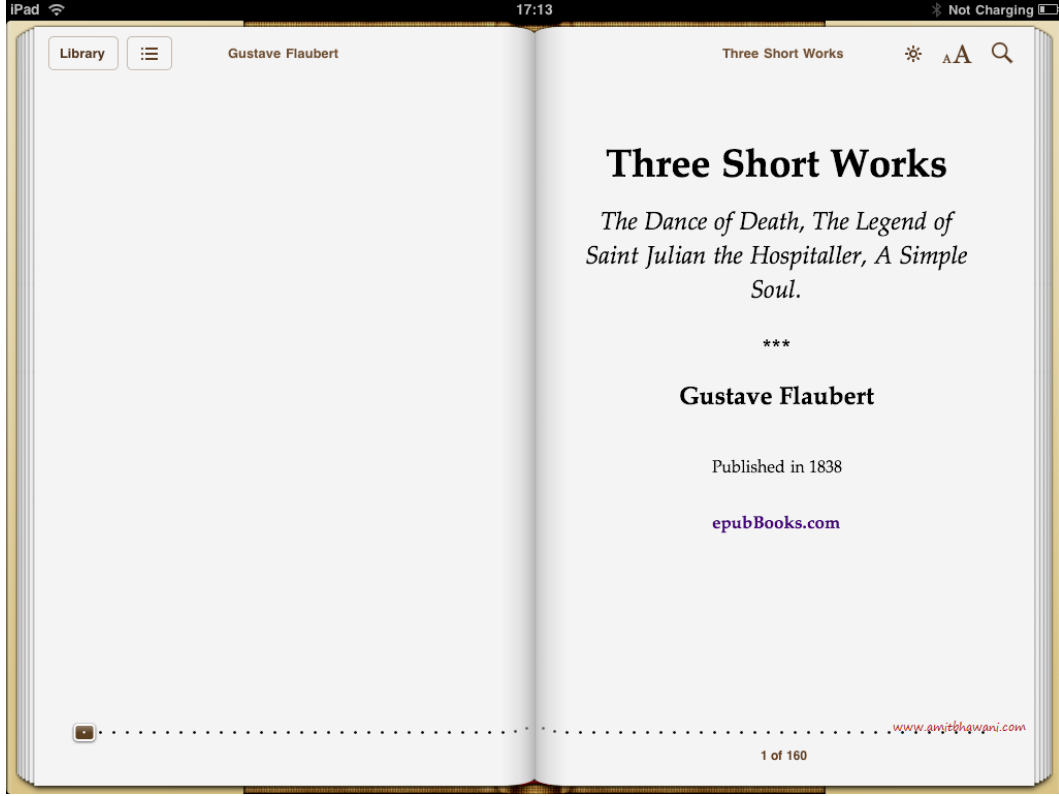 iPad 17:13 Not Charging
Library Gustave Flaubert Three Short Works AA
Three Short Works
The Dance of Death, The Legend of
Saint Julian the Hospitaller, A Simple
Soul.
***
Gustave Flaubert
Published in 1838
epubBooks.com
www.amitbhawani.com
1 of 160